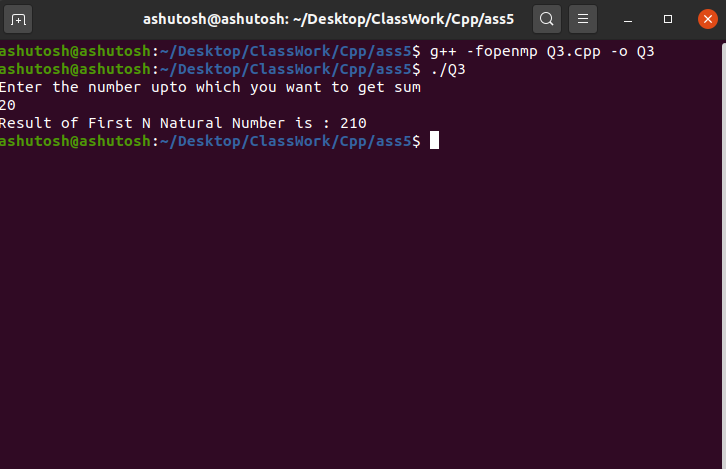 ashutosh@ashutosh: ~/Desktop/ClassWork/Cpp/ass5
ashutosh@ashutosh:~/Desktop/ClassWork/Cpp/ass5$ g++ -fopenmp Q3.cpp -o Q3
ashutosh@ashutosh:~/Desktop/ClassWork/Cpp/ass5$ ./Q3
Enter the number upto which you want to get sum
20
Result of First N Natural Number is : 210
ashutosh@ashutosh:~/Desktop/ClassWork/Cpp/ass5$